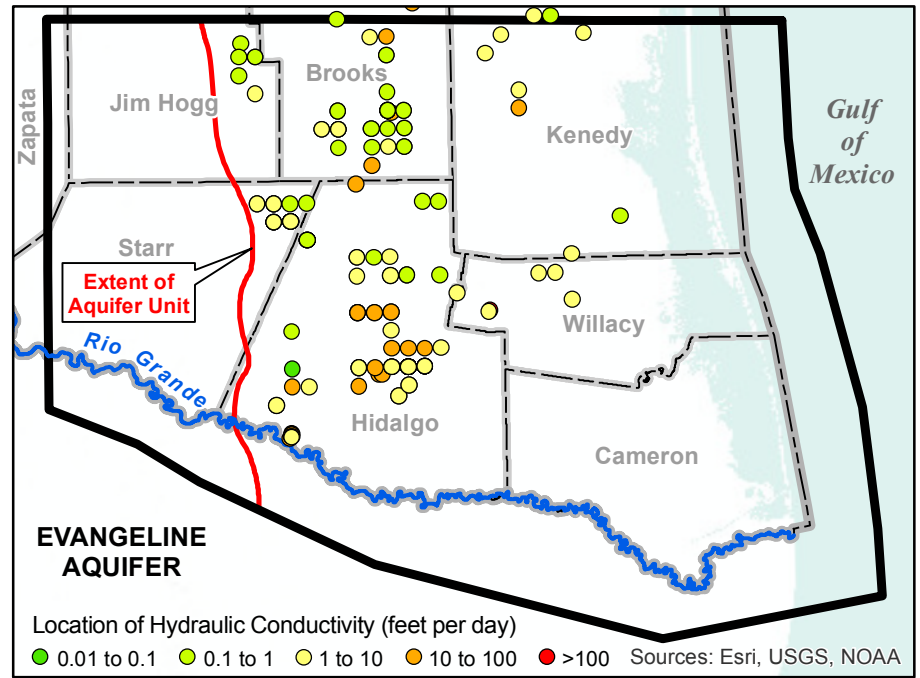 Brooks
Jim Hogg
Zapata
Kenedy
Gulf
of
Mexico
Starr
Extent of
Aquifer Unit
Willacy
Rio Grande
Hidalgo
Cameron
EVANGELINE
AQUIFER
Location of Hydraulic Conductivity (feet per day)
0.01 to 0.1 0.1 to 1 1 to 10 10 to 100 >100 Sources: Esri, USGS, NOAA